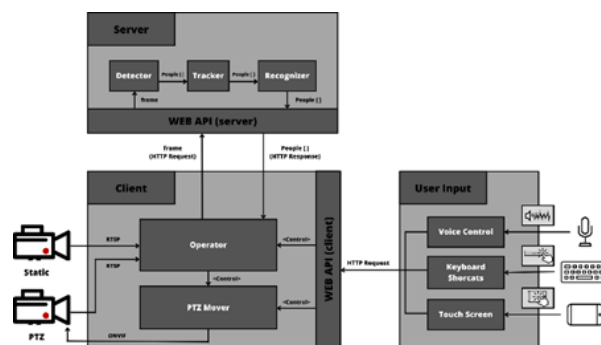 Server
Detector
People {}
Tracker
People {}
Recognizer
frame
People {}
WEB API (server)
frame
(HTTP Request)
People {.}
(HTTP Response)
Client
User Input
Static
RTSP
RTSP
Operator
<Control>
WEB API (client)
HTTP Request
Voice Control
Keyboard
Shorcats
<Control>
PTZ
PTZ Mover
<Control>
Touch Screen
ONVIF